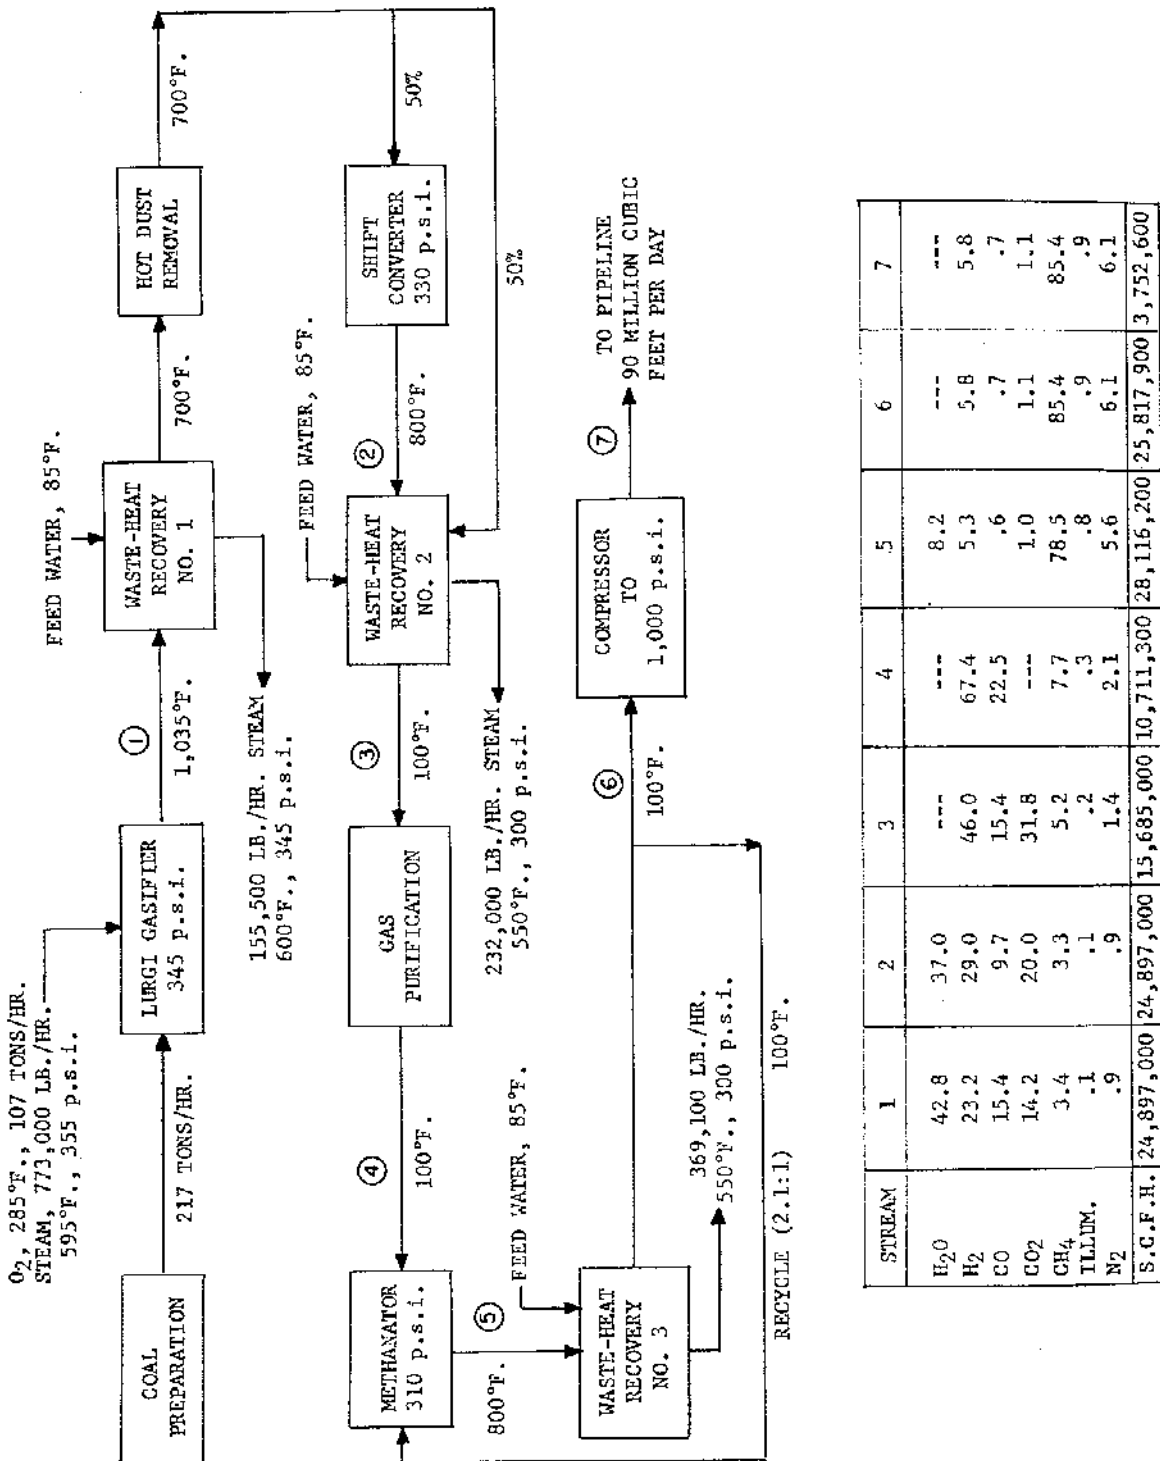 O2, 285°F., 107 TONS/HR.
STEAM, 773,000 LB./HR.
595°F., 355 p.s.i.
COAL
PREPARATION
217 TONS/HR.
LURGI GASIFIER
345 p.s.i.
1
1,035°F.
FEED WATER, 85°F.
WASTE-HEAT
RECOVERY
NO. 1
155,500 LB./HR. STEAM
600°F., 345 p.s.i.
700°F.
HOT DUST
REMOVAL
700°F.
50%
50%
SHIFT
CONVERTER
330 p.s.i.
2
800°F.
FEED WATER, 85°F.
WASTE-HEAT
RECOVERY
NO. 2
232,000 LB./HR. STEAM
550°F., 300 p.s.i.
3
100°F.
GAS
PURIFICATION
4
100°F.
METHANATOR
310 p.s.i.
5
800°F.
FEED WATER, 85°F.
WASTE-HEAT
RECOVERY
NO. 3
369,100 LB./HR.
550°F., 300 p.s.i.
6
100°F.
RECYCLE (2.1:1) 100°F.
COMPRESSOR
TO
1,000 p.s.i.
7
TO PIPELINE
90 MILLION CUBIC
FEET PER DAY
STREAM 1 2 3 4 5 6 7
H2O 42.8 37.0 --- --- 8.2 --- ---
H2 23.2 29.0 46.0 67.4 5.3 5.8 5.8
CO 15.4 9.7 15.4 22.5 .6 .7 .7
CO2 14.2 20.0 31.8 --- 1.0 1.1 1.1
CH4 3.4 3.3 5.2 7.7 78.5 85.4 85.4
ILLUM. .1 .1 .2 .3 .8 .9 .9
N2 .9 .9 1.4 2.1 5.6 6.1 6.1
S.C.F.H. 24,897,000 24,897,000 15,685,000 10,711,300 28,116,200 25,817,900 3,752,600